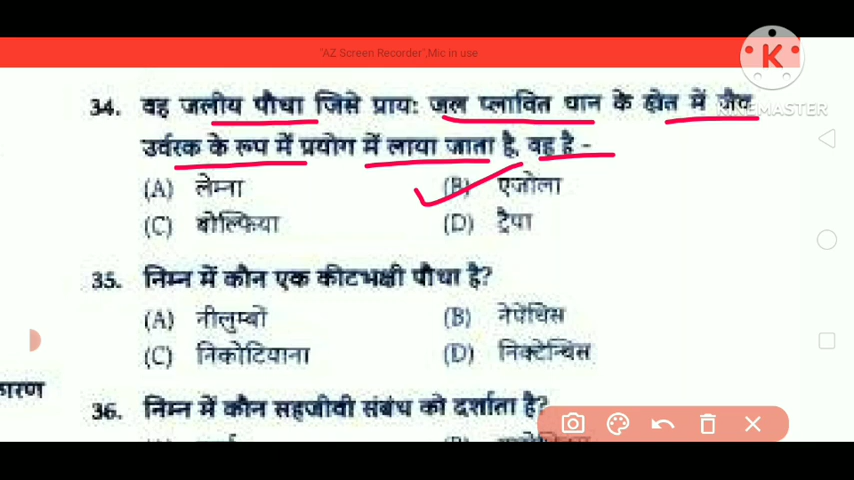 "AZ Screen Recorder",Mic in use
K
KINEMASTER
34. वह जलीय पौधा जिसे प्राय: जल प्लावित धान के खेत में जैव
उर्वरक के रूप में प्रयोग में लाया जाता है, वह है -
(A) लेम्ना (B) एजोला
(C) बोल्फिया (D) ट्रैपा
35. निम्न में कौन एक कीटभक्षी पौधा है?
(A) नीलुम्बों (B) नेपेंथिस
(C) निकोटियाना (D) निक्टेन्थिस
कारण
36. निम्न में कौन सहजीवी संबंध को दर्शाता है?